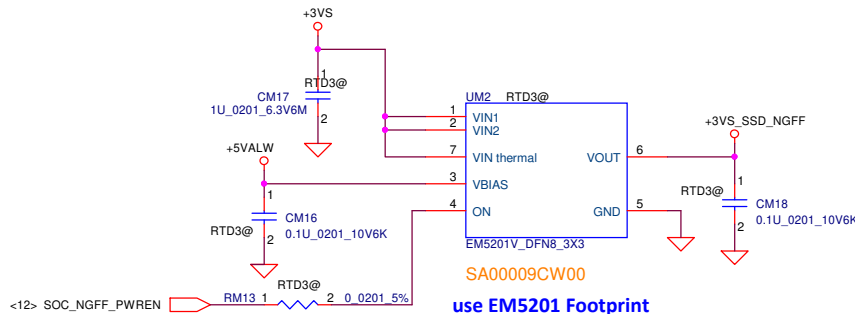 +3VS
1
RTD3@
CM17
1U_0201_6.3V6M
2
UM2 RTD3@
1 VIN1
2 VIN2
7 VIN thermal
VOUT 6
+3VS_SSD_NGFF
+5VALW
3 VBIAS
4 ON
GND 5
EM5201V_DFN8_3X3
1
CM16
RTD3@
0.1U_0201_10V6K
2
1
RTD3@
CM18
0.1U_0201_10V6K
2
SA00009CW00
use EM5201 Footprint
RTD3@
<12> SOC_NGFF_PWREN RM13 1 2 0_0201_5%